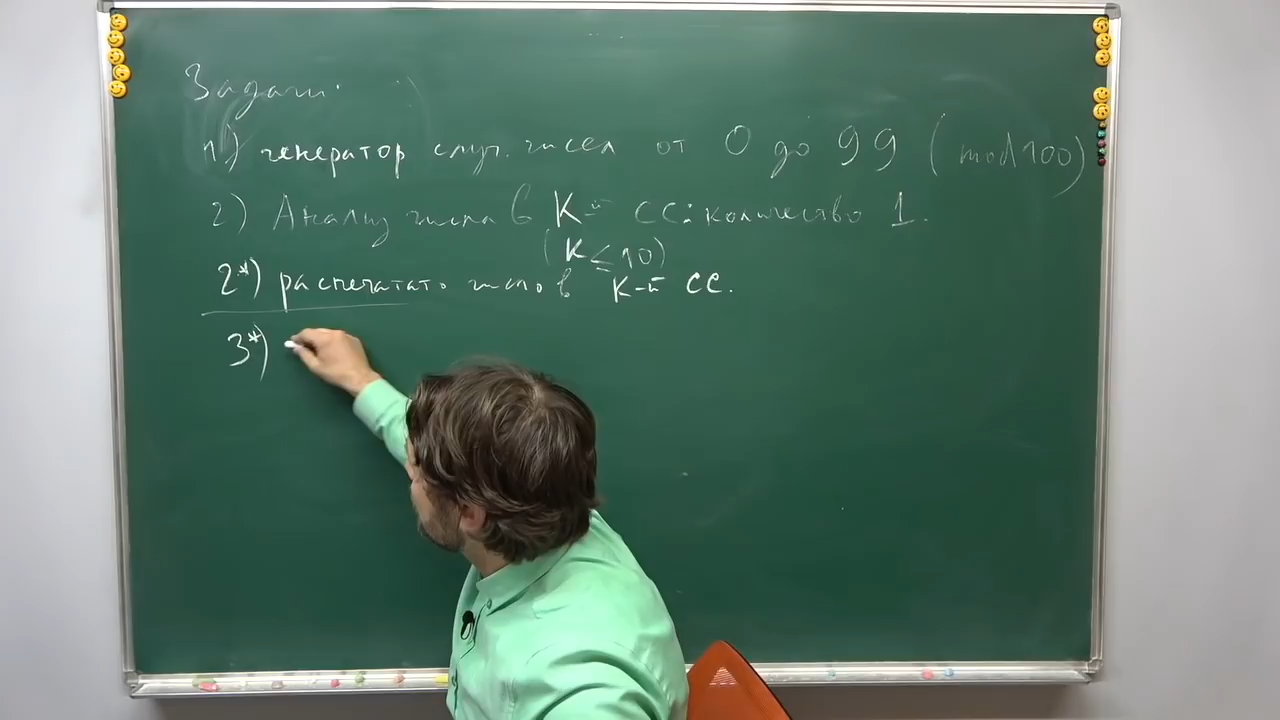 Задачи:
1) генератор случ. чисел от 0 до 99 (mod 100)
2) Анализ числа в K-й СС: количество 1.
(K ≤ 10)
2*) распечатать число в K-й СС.
3*)